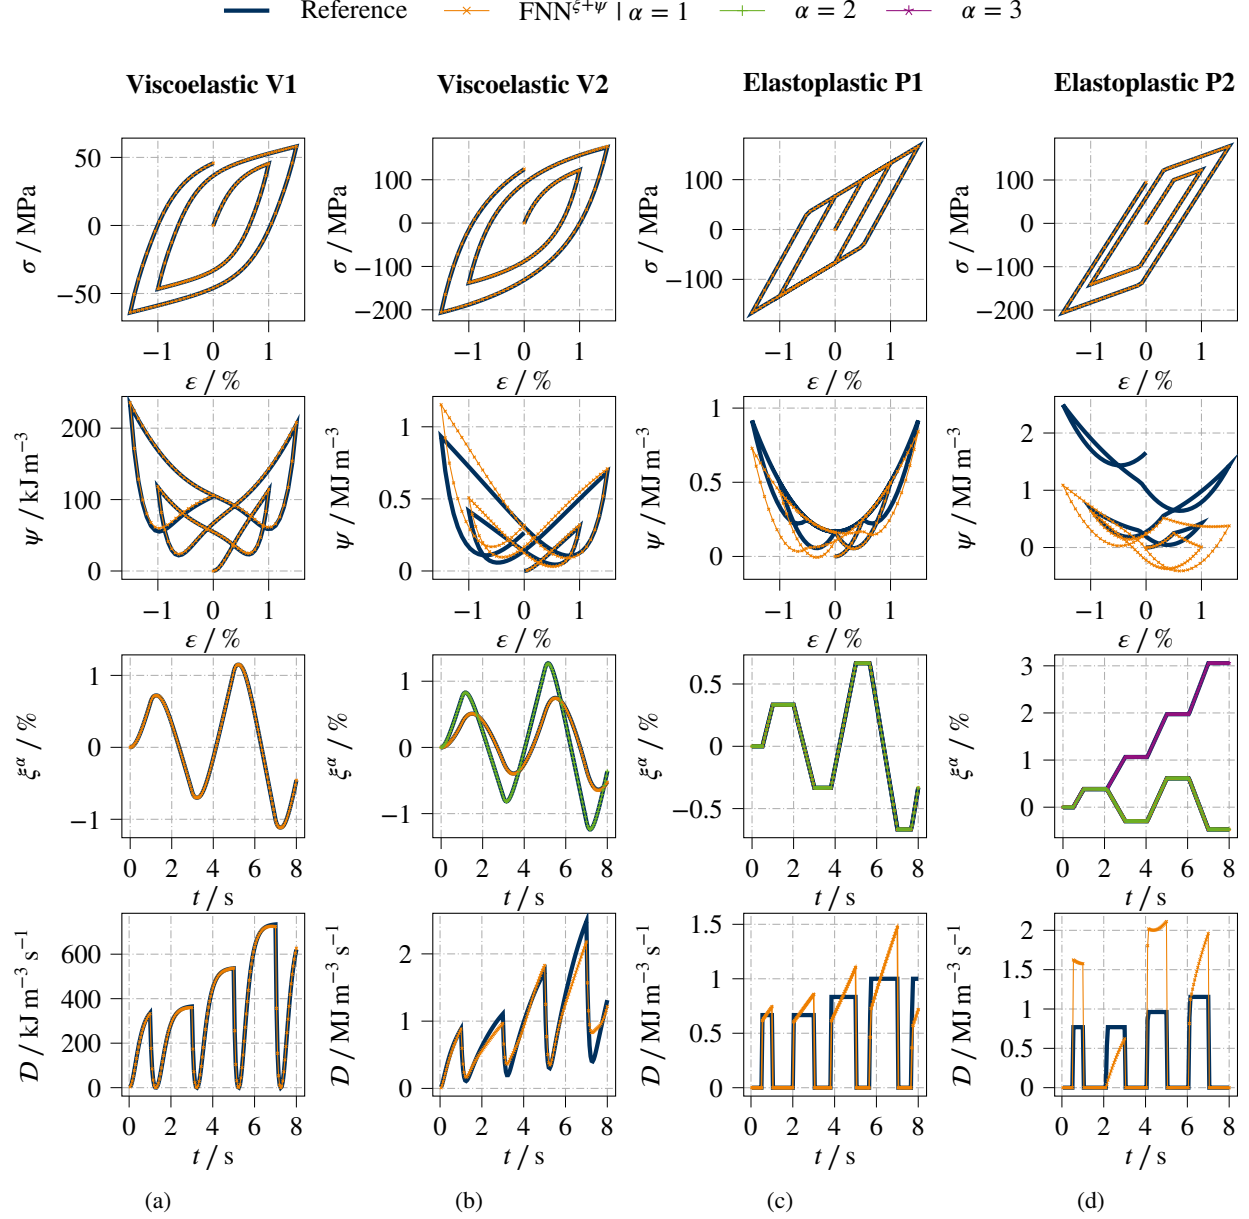 Reference FNN^{ξ+ψ} | α = 1 α = 2 α = 3
Viscoelastic V1 Viscoelastic V2 Elastoplastic P1 Elastoplastic P2
σ / MPa
50
0
−50
−1 0 1
ε / %
σ / MPa
100
0
−100
−200
−1 0 1
ε / %
σ / MPa
100
0
−100
−1 0 1
ε / %
σ / MPa
100
0
−100
−200
−1 0 1
ε / %
ψ / kJ m⁻³
200
100
0
−1 0 1
ε / %
ψ / MJ m⁻³
1
0.5
0
−1 0 1
ε / %
ψ / MJ m⁻³
1
0.5
0
−1 0 1
ε / %
ψ / MJ m⁻³
2
1
0
−1 0 1
ε / %
ξ^α / %
1
0
−1
0 2 4 6 8
t / s
ξ^α / %
1
0
−1
0 2 4 6 8
t / s
ξ^α / %
0.5
0
−0.5
0 2 4 6 8
t / s
ξ^α / %
3
2
1
0
0 2 4 6 8
t / s
𝒟 / kJ m⁻³ s⁻¹
600
400
200
0
0 2 4 6 8
t / s
𝒟 / MJ m⁻³ s⁻¹
2
1
0
0 2 4 6 8
t / s
𝒟 / MJ m⁻³ s⁻¹
1.5
1
0.5
0
0 2 4 6 8
t / s
𝒟 / MJ m⁻³ s⁻¹
2
1.5
1
0.5
0
0 2 4 6 8
t / s
(a) (b) (c) (d)